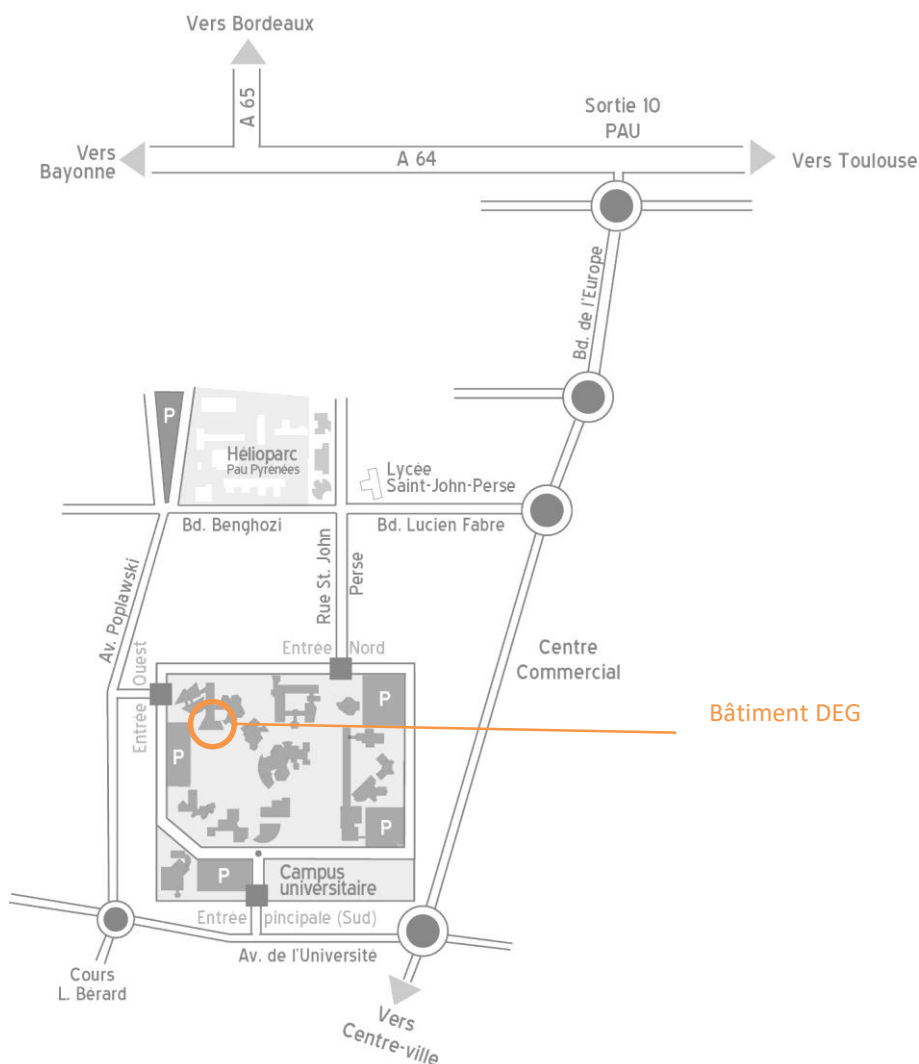 Vers Bordeaux
A 65
Sortie 10
PAU
Vers
Bayonne
A 64
Vers Toulouse
Bd. de l'Europe
P
Hélioparc
Pau Pyrénées
Lycée
Saint-John-Perse
Bd. Benghozi
Bd. Lucien Fabre
Av. Poplawski
Rue St. John
Perse
Centre
Commercial
Entrée Nord
Entrée Ouest
P
Bâtiment DEG
P
P
P
Campus
universitaire
Entrée pincipale (Sud)
Av. de l'Université
Cours
L. Bérard
Vers
Centre-ville